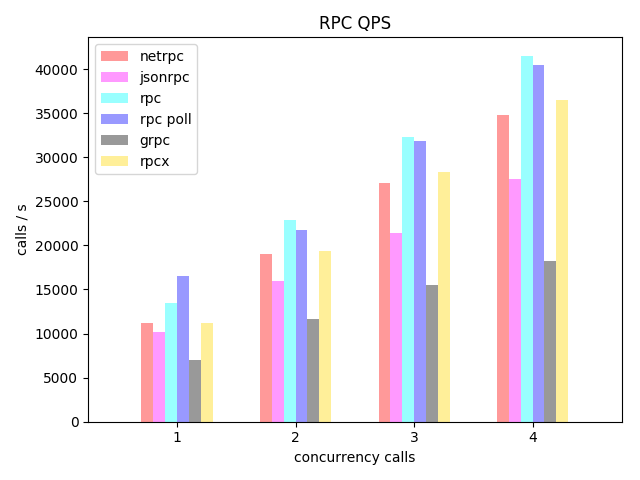 RPC QPS
netrpc
jsonrpc
rpc
rpc poll
grpc
rpcx
calls / s
40000
35000
30000
25000
20000
15000
10000
5000
0
1 2 3 4
concurrency calls